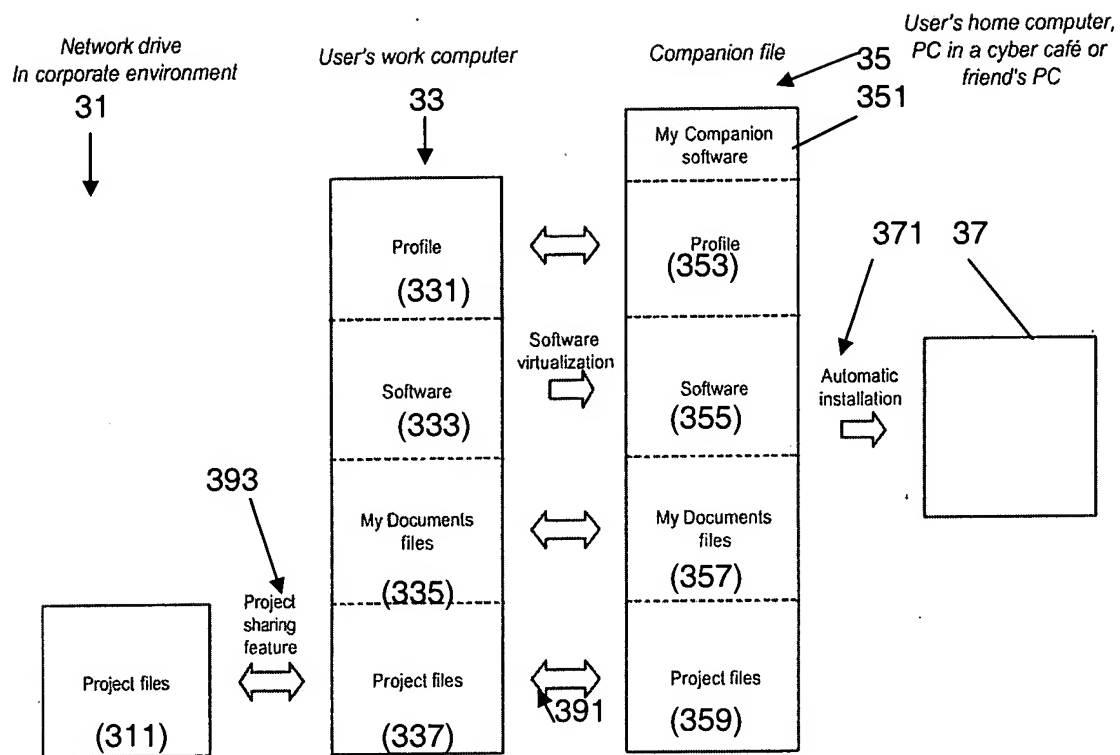 Network drive
In corporate environment
31
User's work computer
33
Companion file
35
351
User's home computer,
PC in a cyber café or
friend's PC
My Companion
software
Profile
(331)
Profile
(353)
371
37
Software
virtualization
Software
(333)
Software
(355)
Automatic
installation
393
My Documents
files
(335)
My Documents
files
(357)
Project
sharing
feature
Project files
(311)
Project files
(337)
391
Project files
(359)